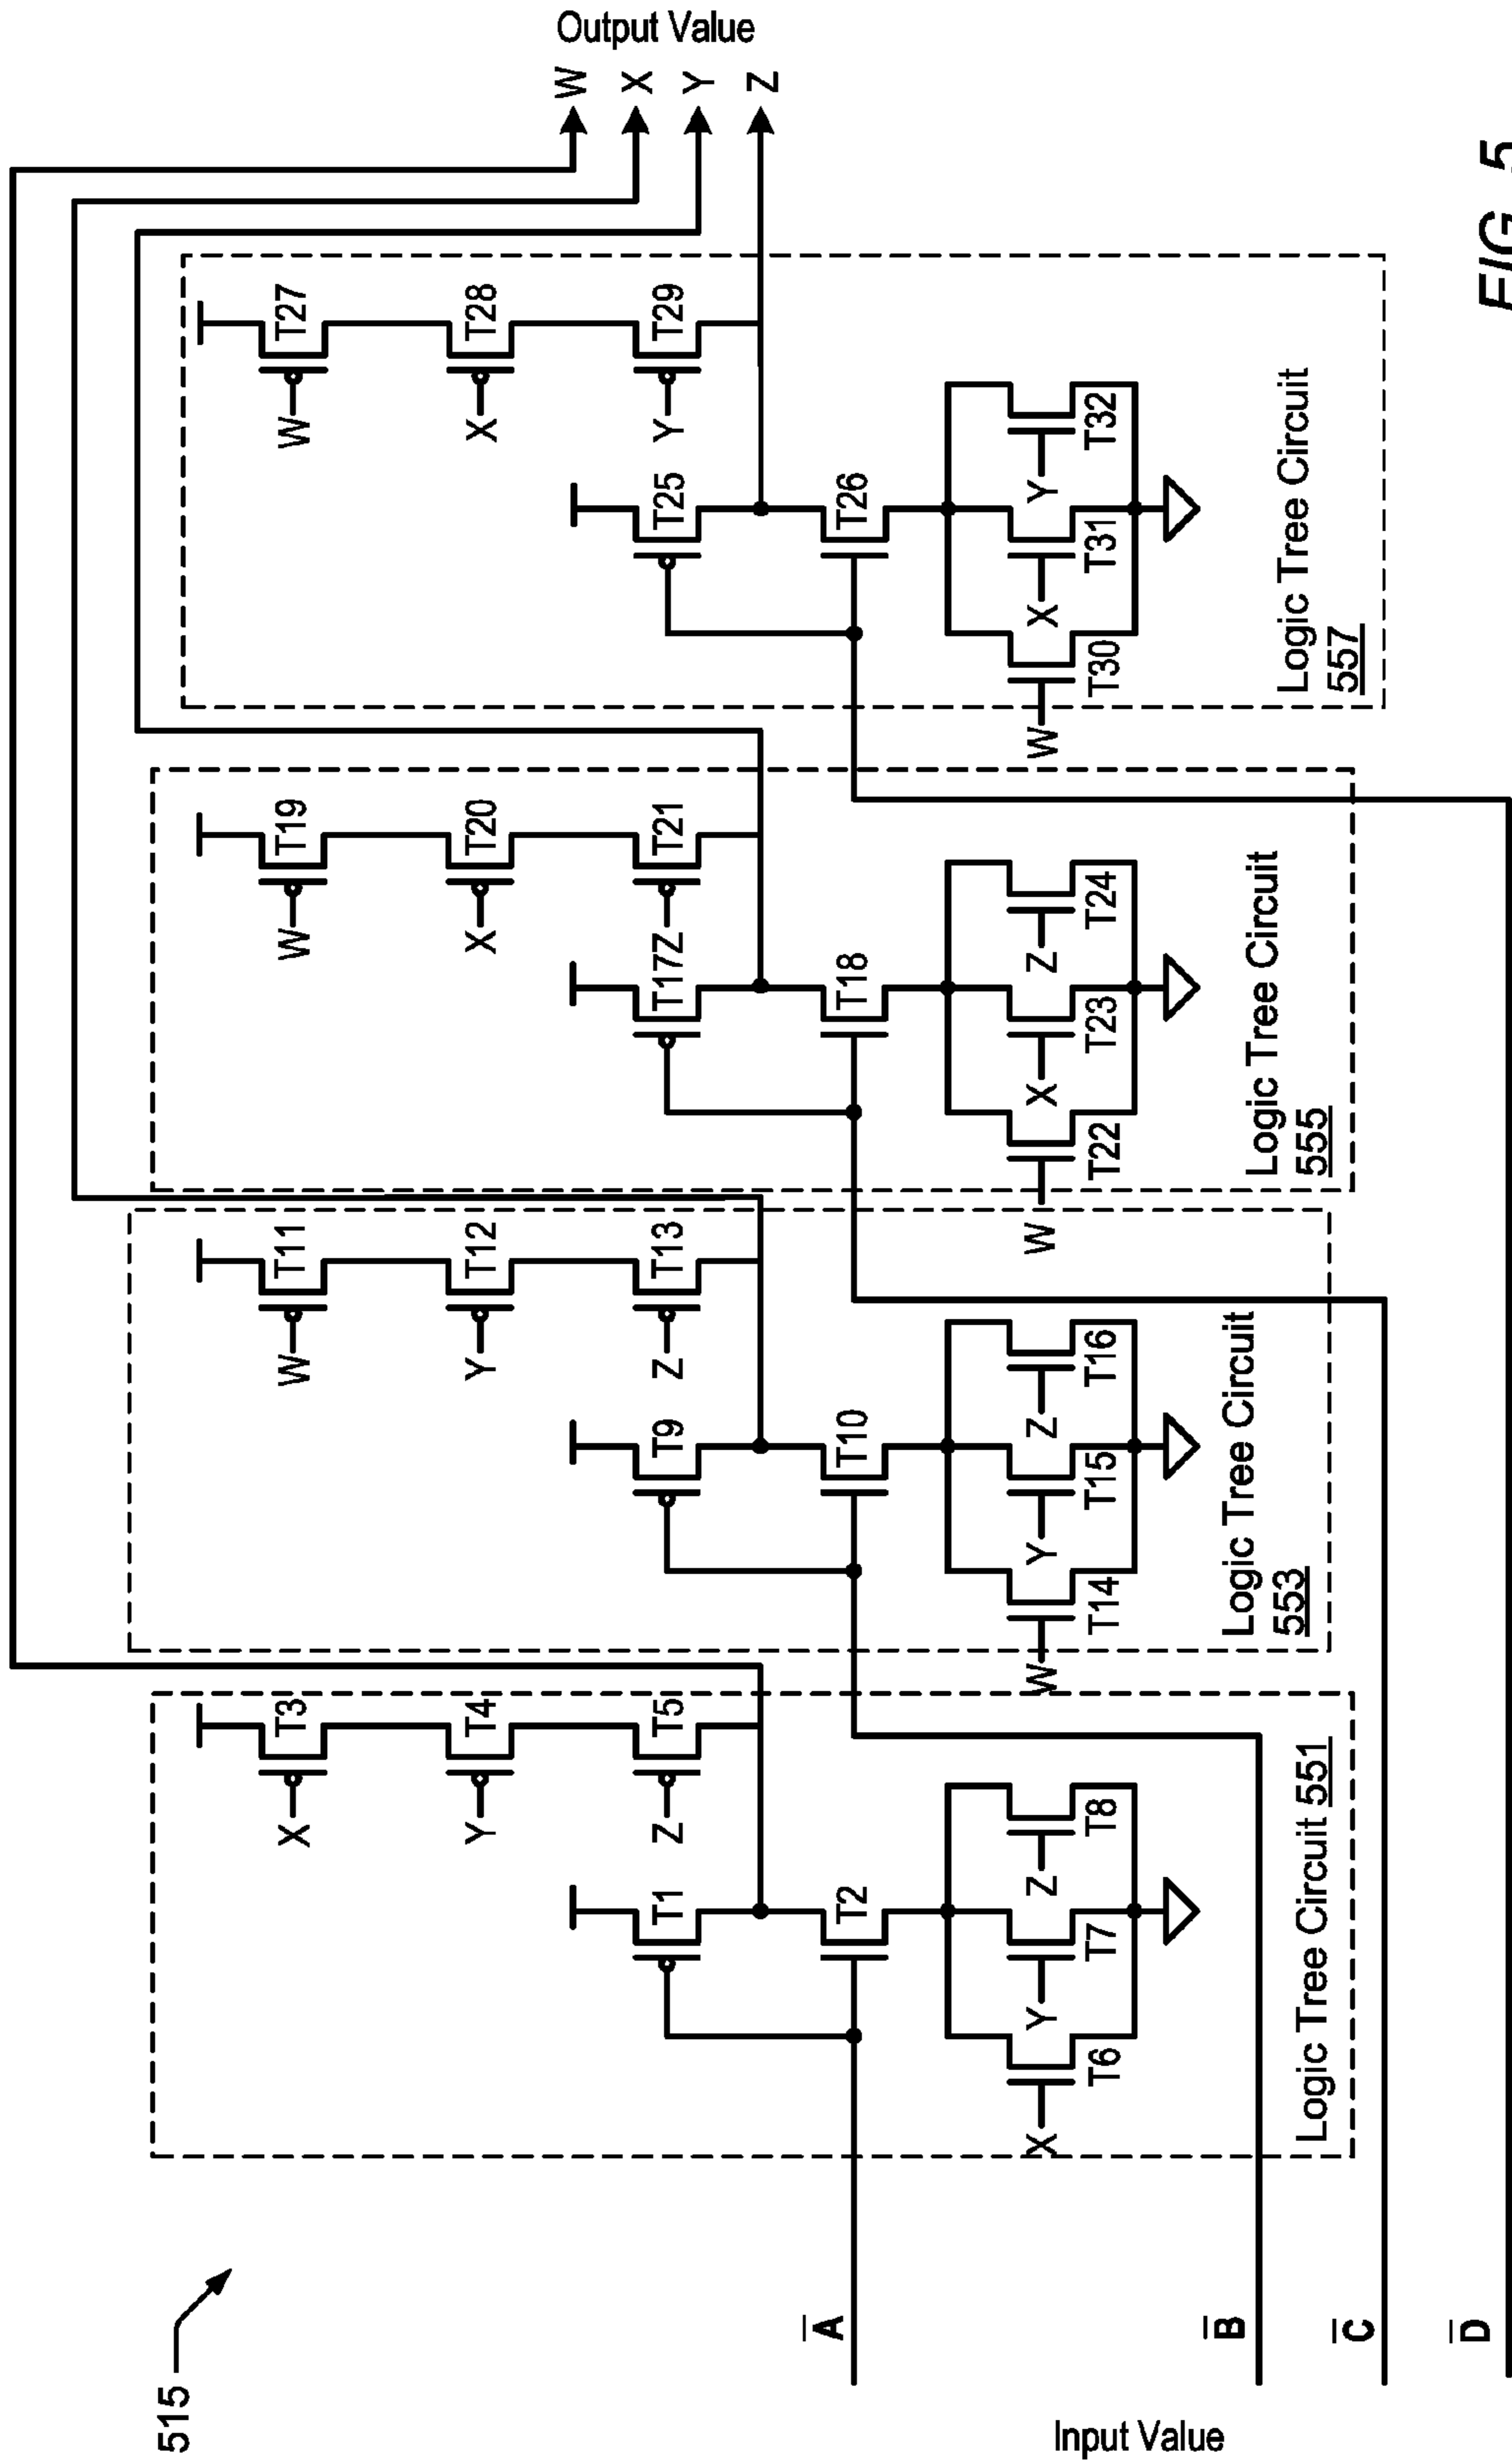 515
Input Value
A̅
B̅
C̅
D̅
Logic Tree Circuit 551
X
T3
Y
T4
Z
T5
T1
T2
X
T6
Y
T7
Z
T8
Logic Tree Circuit
553
W
T11
Y
T12
Z
T13
T9
T10
W
T14
Y
T15
Z
T16
Logic Tree Circuit
555
W
T19
X
T20
Z
T21
T17
T18
W
T22
X
T23
Z
T24
Logic Tree Circuit
557
W
T27
X
T28
Y
T29
T25
T26
W
T30
X
T31
Y
T32
Output Value
W
X
Y
Z
FIG. 5